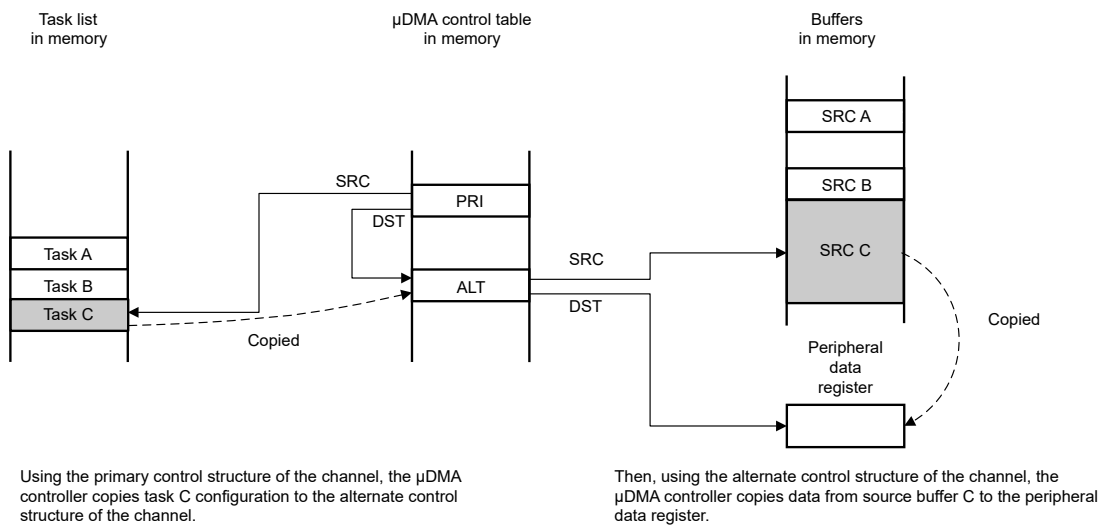 Task list
in memory
µDMA control table
in memory
Buffers
in memory
SRC A
SRC B
SRC C
SRC
PRI
DST
Task A
Task B
Task C
ALT
SRC
DST
Copied
Copied
Peripheral
data
register
Using the primary control structure of the channel, the µDMA
controller copies task C configuration to the alternate control
structure of the channel.
Then, using the alternate control structure of the channel, the
µDMA controller copies data from source buffer C to the peripheral
data register.